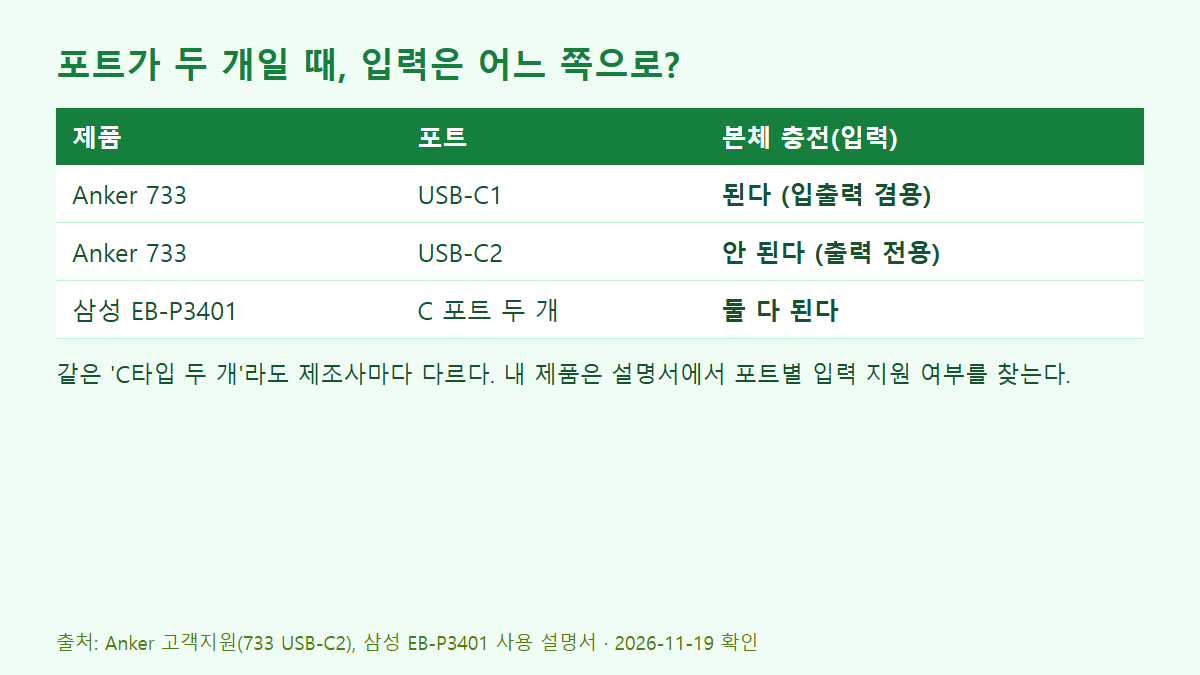 포트가 두 개일 때, 입력은 어느 쪽으로?
제품 포트 본체 충전(입력)
Anker 733 USB-C1 된다 (입출력 겸용)
Anker 733 USB-C2 안 된다 (출력 전용)
삼성 EB-P3401 C 포트 두 개 둘 다 된다
같은 'C타입 두 개'라도 제조사마다 다르다. 내 제품은 설명서에서 포트별 입력 지원 여부를 찾는다.
출처: Anker 고객지원(733 USB-C2), 삼성 EB-P3401 사용 설명서 · 2026-11-19 확인